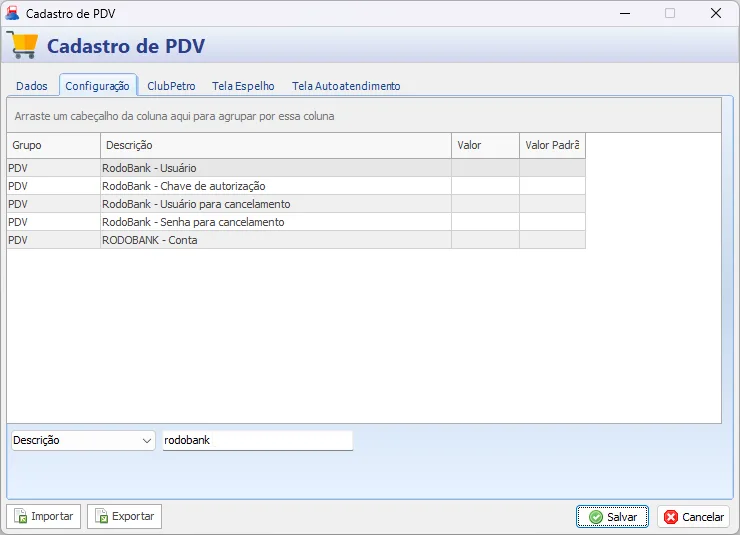 Cadastro de PDV
Cadastro de PDV
Dados Configuração ClubPetro Tela Espelho Tela Autoatendimento
Arraste um cabeçalho da coluna aqui para agrupar por essa coluna
Grupo Descrição Valor Valor Padrã
PDV RodoBank - Usuário
PDV RodoBank - Chave de autorização
PDV RodoBank - Usuário para cancelamento
PDV RodoBank - Senha para cancelamento
PDV RODOBANK - Conta
Descrição rodobank
Importar Exportar Salvar Cancelar